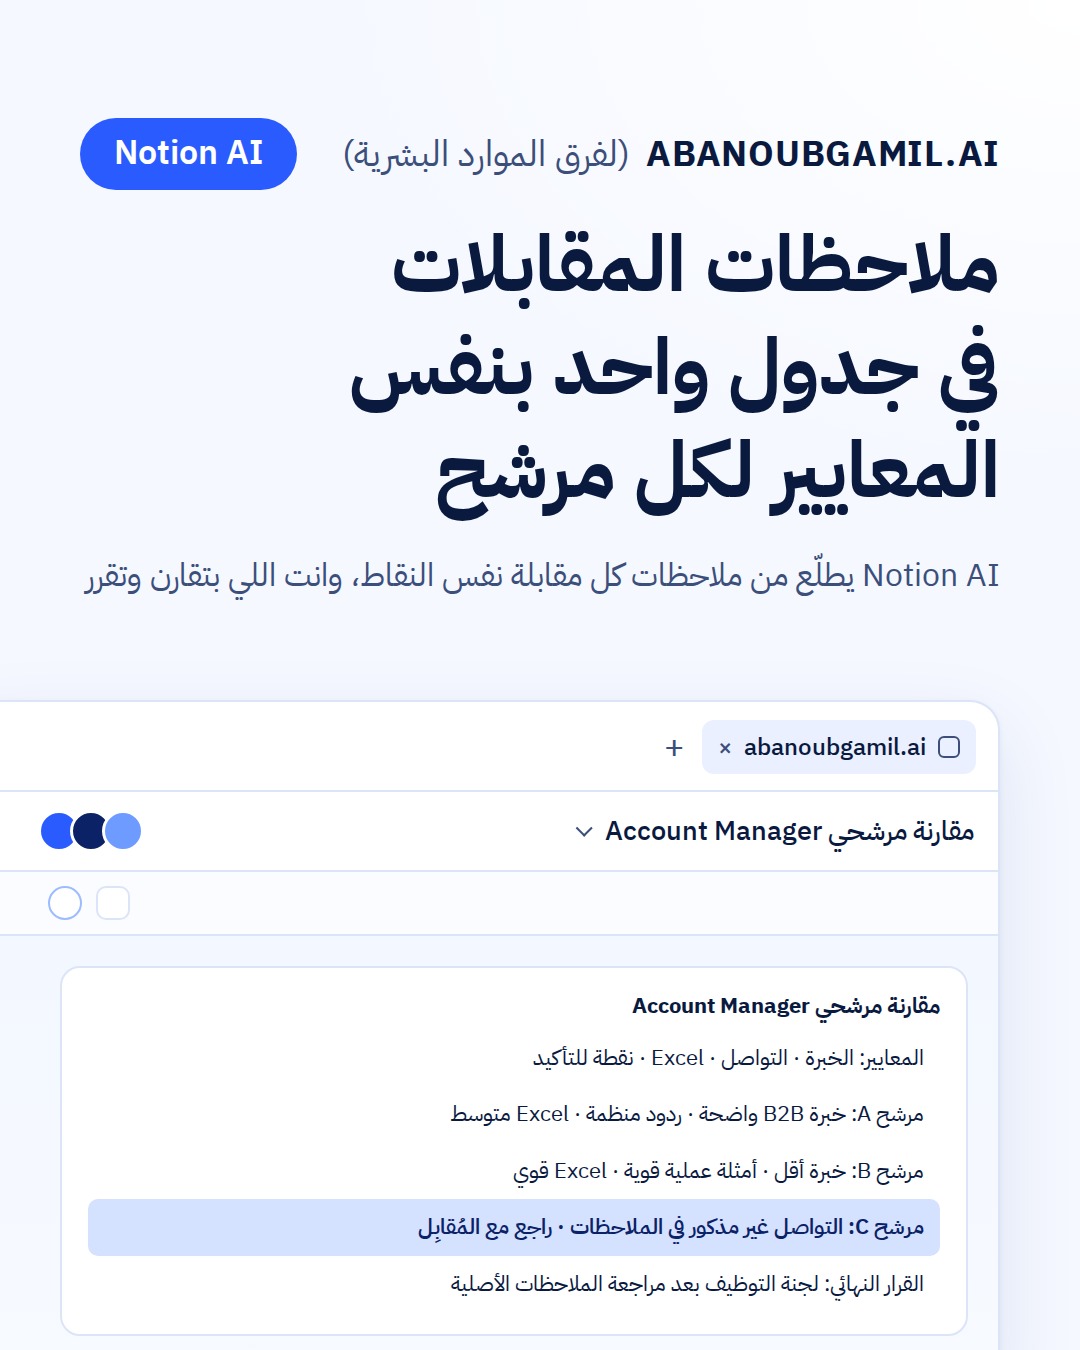 ABANOUBGAMIL.AI (لفرق الموارد البشرية) Notion AI
ملاحظات المقابلات
في جدول واحد بنفس
المعايير لكل مرشح
Notion AI يطلّع من ملاحظات كل مقابلة نفس النقاط، وانت اللي بتقارن وتقرر
abanoubgamil.ai × +
مقارنة مرشحي Account Manager
مقارنة مرشحي Account Manager
المعايير: الخبرة · التواصل · Excel · نقطة للتأكيد
مرشح A: خبرة B2B واضحة · ردود منظمة · Excel متوسط
مرشح B: خبرة أقل · أمثلة عملية قوية · Excel قوي
مرشح C: التواصل غير مذكور في الملاحظات · راجع مع المُقابِل
القرار النهائي: لجنة التوظيف بعد مراجعة الملاحظات الأصلية